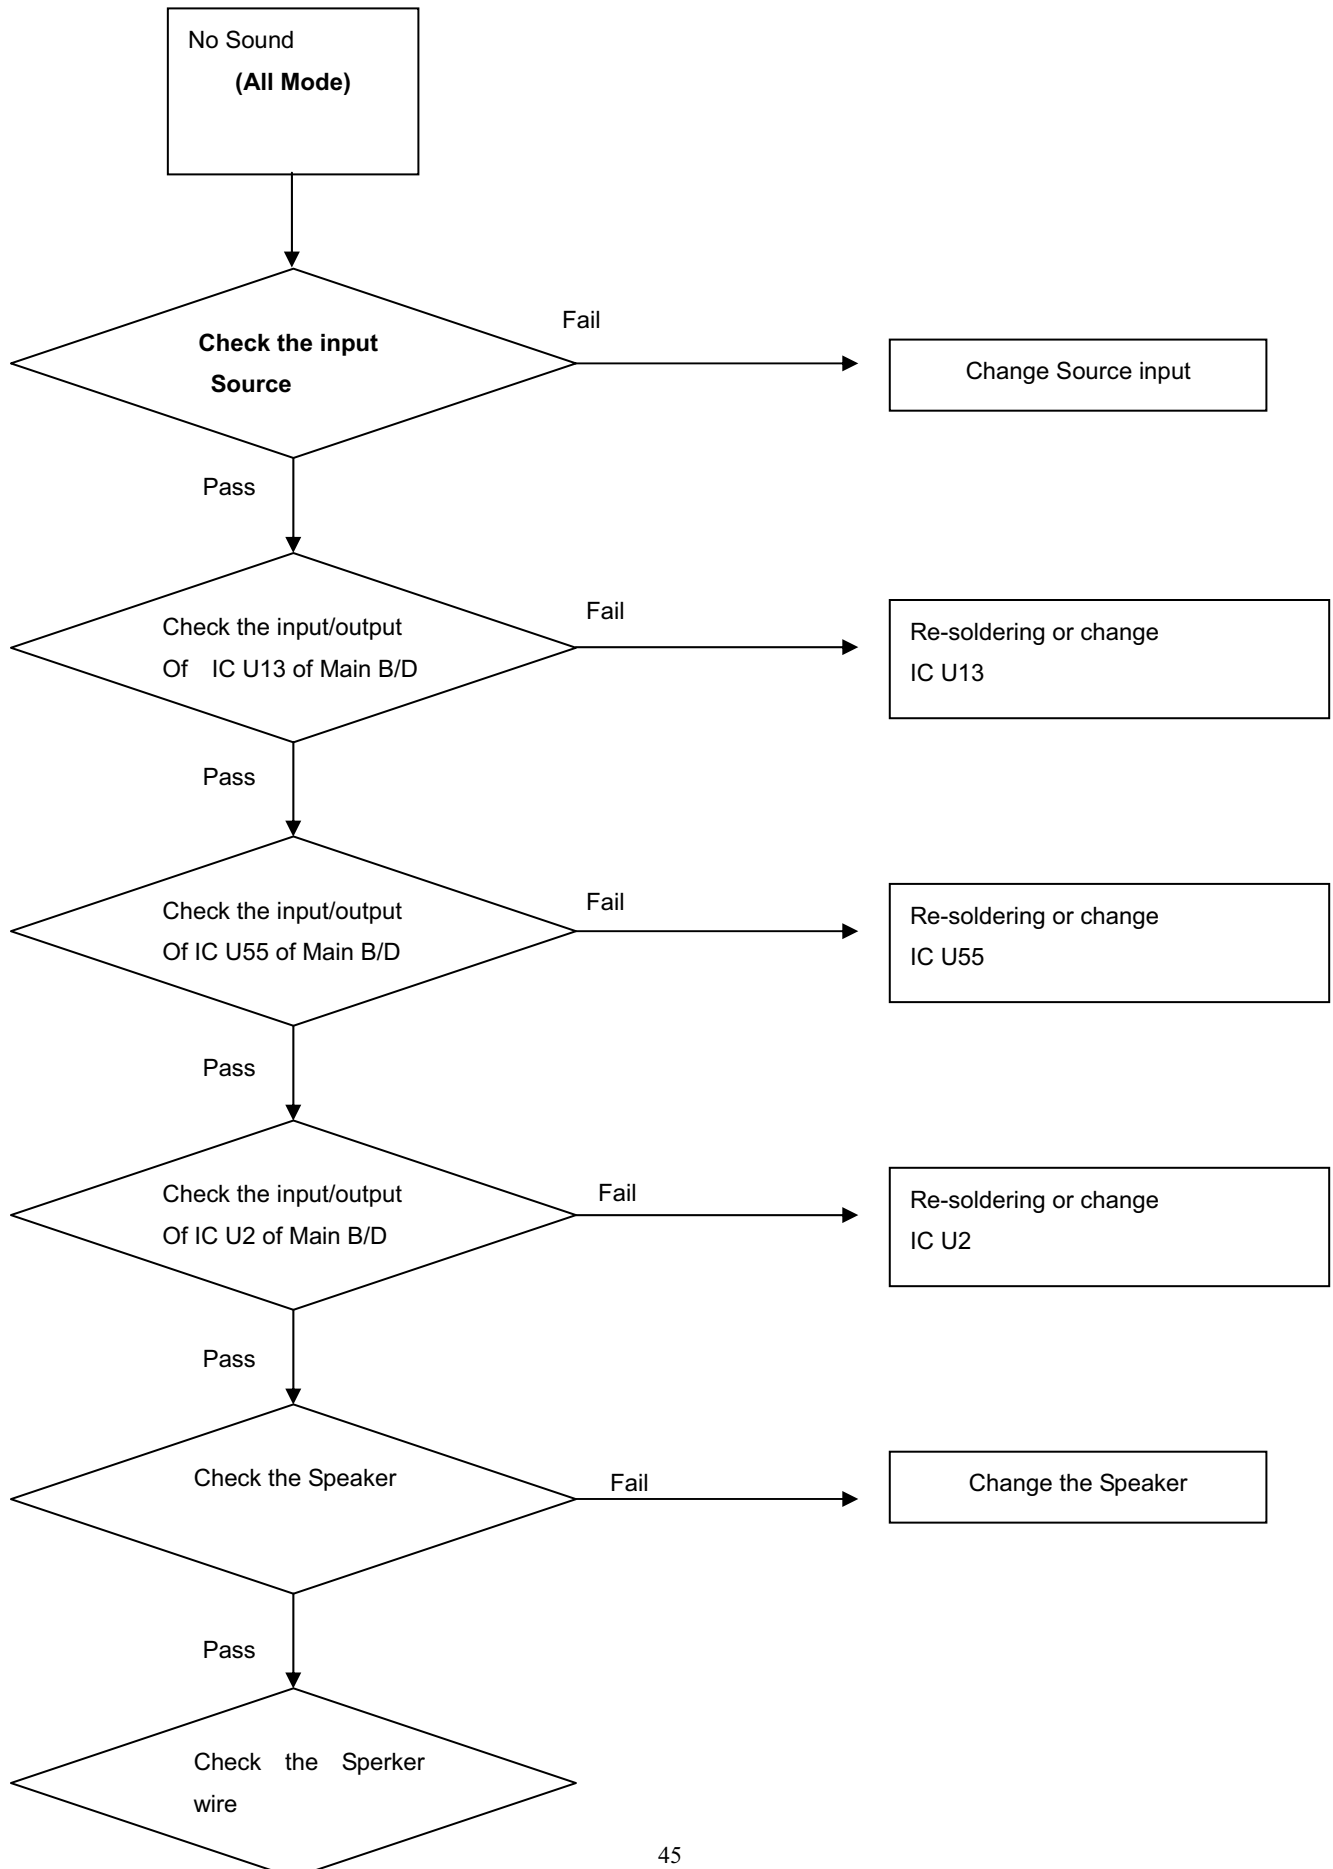 No Sound
(All Mode)
Check the input
Source
Fail
Change Source input
Pass
Check the input/output
Of IC U13 of Main B/D
Fail
Re-soldering or change
IC U13
Pass
Check the input/output
Of IC U55 of Main B/D
Fail
Re-soldering or change
IC U55
Pass
Check the input/output
Of IC U2 of Main B/D
Fail
Re-soldering or change
IC U2
Pass
Check the Speaker
Fail
Change the Speaker
Pass
Check the Sperker
wire
45